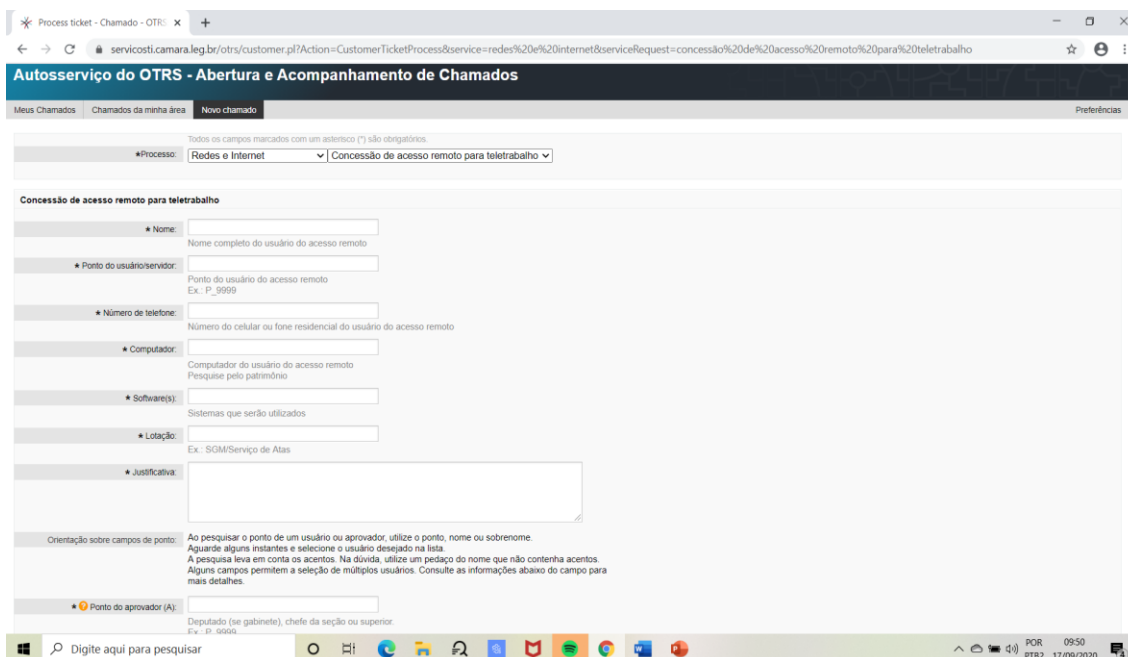 Process ticket - Chamado - OTRS
servicosti.camara.leg.br/otrs/customer.pl?Action=CustomerTicketProcess&service=redes%20e%20internet&serviceRequest=concessão%20de%20acesso%20remoto%20para%20teletrabalho
Autosserviço do OTRS - Abertura e Acompanhamento de Chamados
Meus Chamados Chamados da minha área Novo chamado Preferências
Todos os campos marcados com um asterisco (*) são obrigatórios.
*Processo: Redes e Internet Concessão de acesso remoto para teletrabalho
Concessão de acesso remoto para teletrabalho
★ Nome:
Nome completo do usuário do acesso remoto
★ Ponto do usuário/servidor:
Ponto do usuário do acesso remoto
Ex.: P_9999
★ Número de telefone:
Número do celular ou fone residencial do usuário do acesso remoto
★ Computador:
Computador do usuário do acesso remoto
Pesquise pelo patrimônio
★ Software(s):
Sistemas que serão utilizados
★ Lotação:
Ex.: SGM/Serviço de Atas
★ Justificativa:
Orientação sobre campos de ponto: Ao pesquisar o ponto de um usuário ou aprovador, utilize o ponto, nome ou sobrenome.
Aguarde alguns instantes e selecione o usuário desejado na lista.
A pesquisa leva em conta os acentos. Na dúvida, utilize um pedaço do nome que não contenha acentos.
Alguns campos permitem a seleção de múltiplos usuários. Consulte as informações abaixo do campo para
mais detalhes.
★ ? Ponto do aprovador (A):
Deputado (se gabinete), chefe da seção ou superior.
Ex.: P_9999
Digite aqui para pesquisar
POR 09:50
PTB2 17/09/2020
4